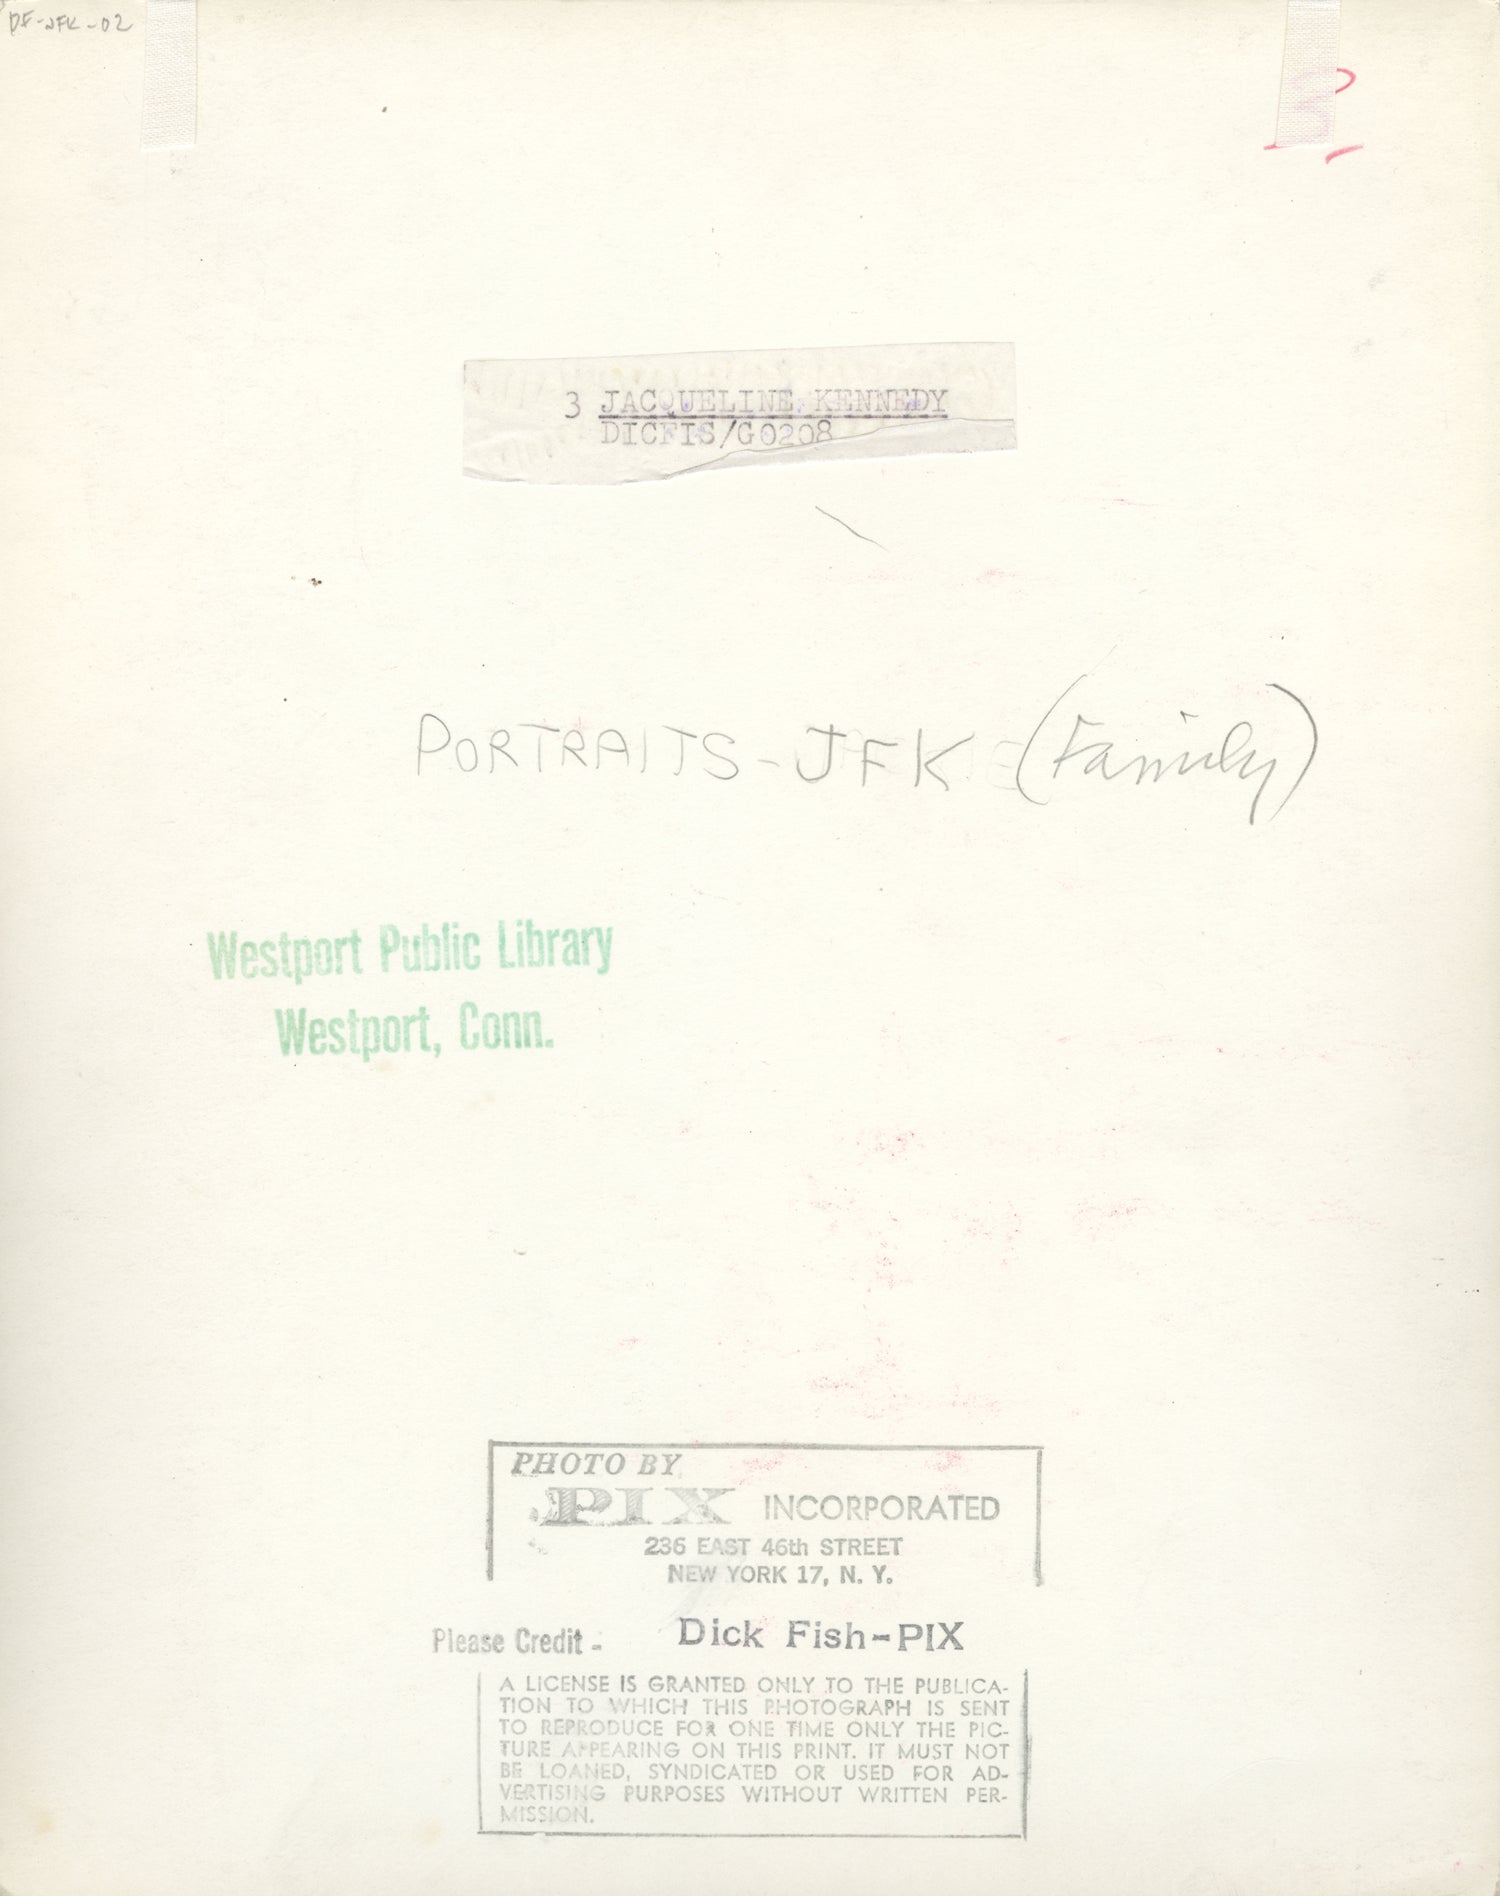 DF-JFK-02
3 JACQUELINE KENNEDY
DICFIS/G0208
PORTRAITS-JFK (Family)
Westport Public Library
Westport, Conn.
PHOTO BY
PIX INCORPORATED
236 EAST 46th STREET
NEW YORK 17, N. Y.
Please Credit - Dick Fish-PIX
A LICENSE IS GRANTED ONLY TO THE PUBLICA-
TION TO WHICH THIS PHOTOGRAPH IS SENT
TO REPRODUCE FOR ONE TIME ONLY THE PIC-
TURE APPEARING ON THIS PRINT. IT MUST NOT
BE LOANED, SYNDICATED OR USED FOR AD-
VERTISING PURPOSES WITHOUT WRITTEN PER-
MISSION.